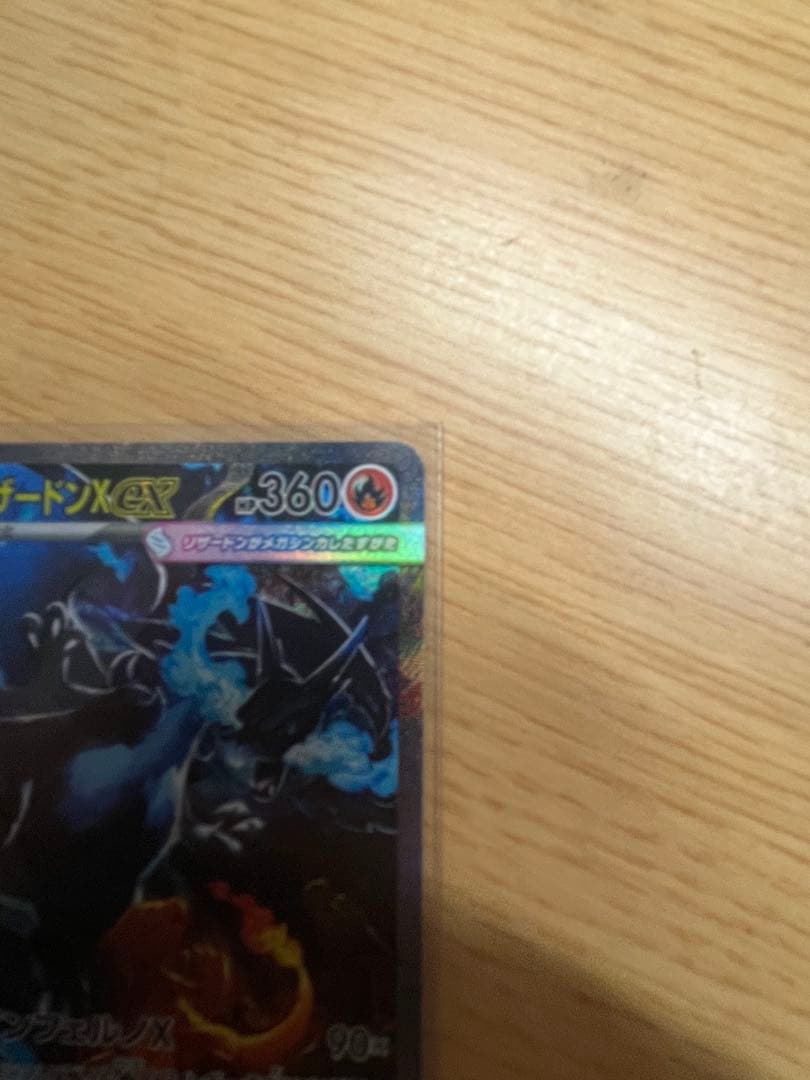 ザードンXex HP360
リザードンがメガシンカしたすがた
ンフェルノX 90×